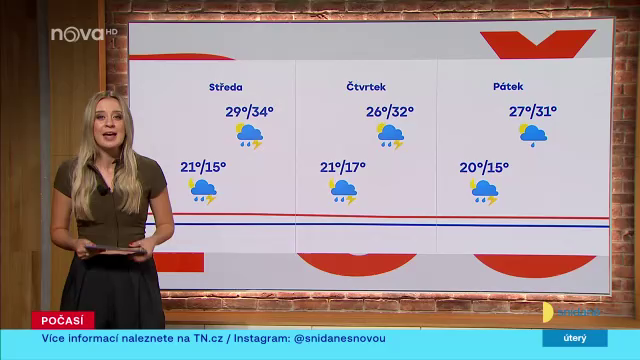 nova HD
Středa
Čtvrtek
Pátek
29°/34°
26°/32°
27°/31°
21°/15°
21°/17°
20°/15°
POČASÍ
Více informací naleznete na TN.cz / Instagram: @snidanesnovou
úterý